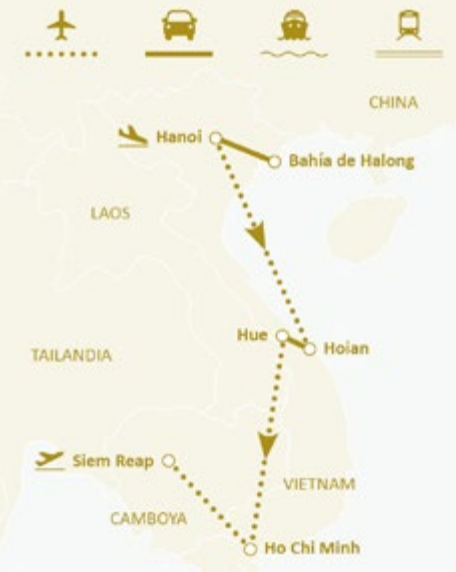 CHINA
Hanoi
Bahía de Halong
LAOS
Hue
Hoian
TAILANDIA
Siem Reap
VIETNAM
CAMBOYA
Ho Chi Minh